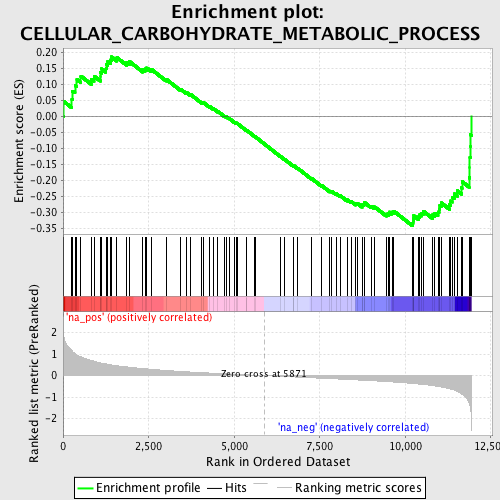 Enrichment plot:
CELLULAR_CARBOHYDRATE_METABOLIC_PROCESS
Enrichment score (ES)
0.20
0.15
0.10
0.05
0.00
-0.05
-0.10
-0.15
-0.20
-0.25
-0.30
-0.35
'na_pos' (positively correlated)
Ranked list metric (PreRanked)
2
1
0
-1
-2
Zero cross at 5871
'na_neg' (negatively correlated)
0
2,500
5,000
7,500
10,000
12,500
Rank in Ordered Dataset
Enrichment profile
Hits
Ranking metric scores